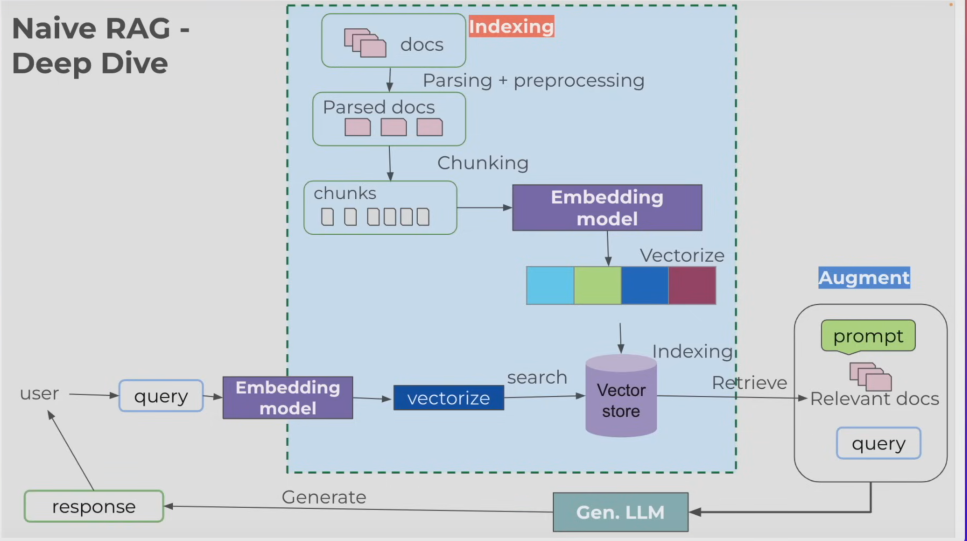 Naive RAG -
Deep Dive
Indexing
docs
Parsing + preprocessing
Parsed docs
Chunking
chunks
Embedding
model
Vectorize
Augment
prompt
Indexing
Relevant docs
Retrieve
user
query
Embedding
model
vectorize
search
Vector
store
query
response
Generate
Gen. LLM